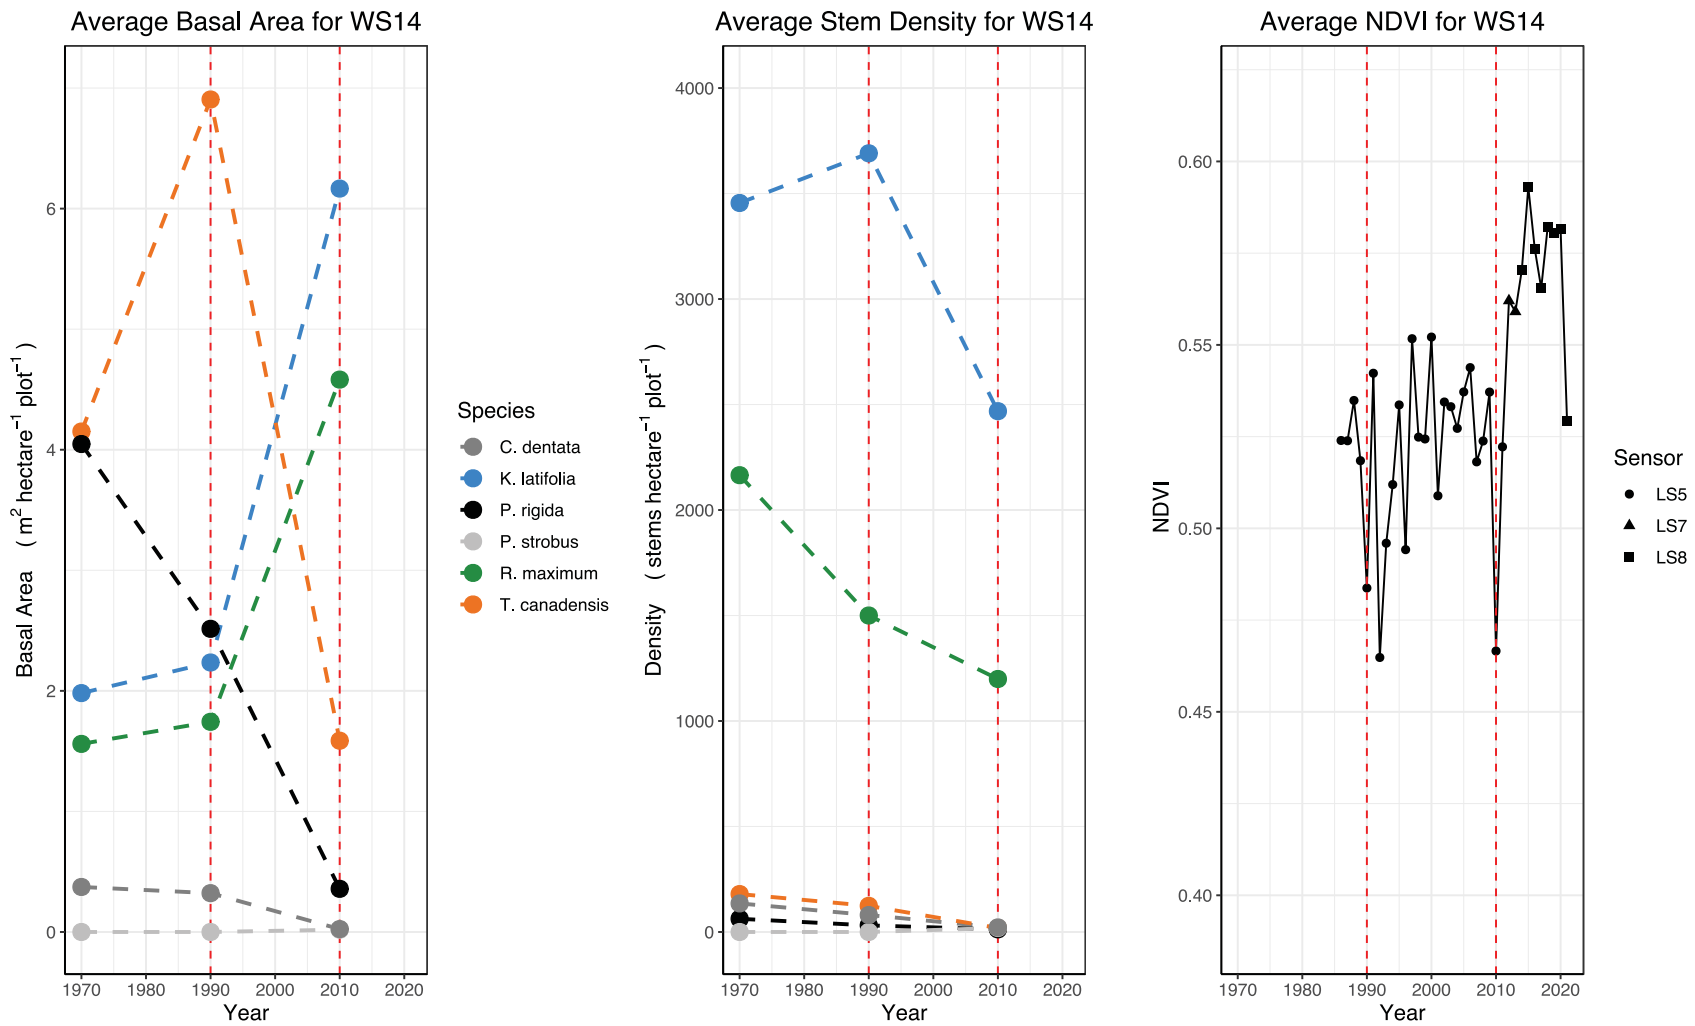 Average Basal Area for WS14
Basal Area ( m² hectare⁻¹ plot⁻¹ )
6
4
2
0
1970 1980 1990 2000 2010 2020
Year
Species
C. dentata
K. latifolia
P. rigida
P. strobus
R. maximum
T. canadensis
Average Stem Density for WS14
Density ( stems hectare⁻¹ plot⁻¹ )
4000
3000
2000
1000
0
1970 1980 1990 2000 2010 2020
Year
Average NDVI for WS14
NDVI
0.60
0.55
0.50
0.45
0.40
1970 1980 1990 2000 2010 2020
Year
Sensor
LS5
LS7
LS8